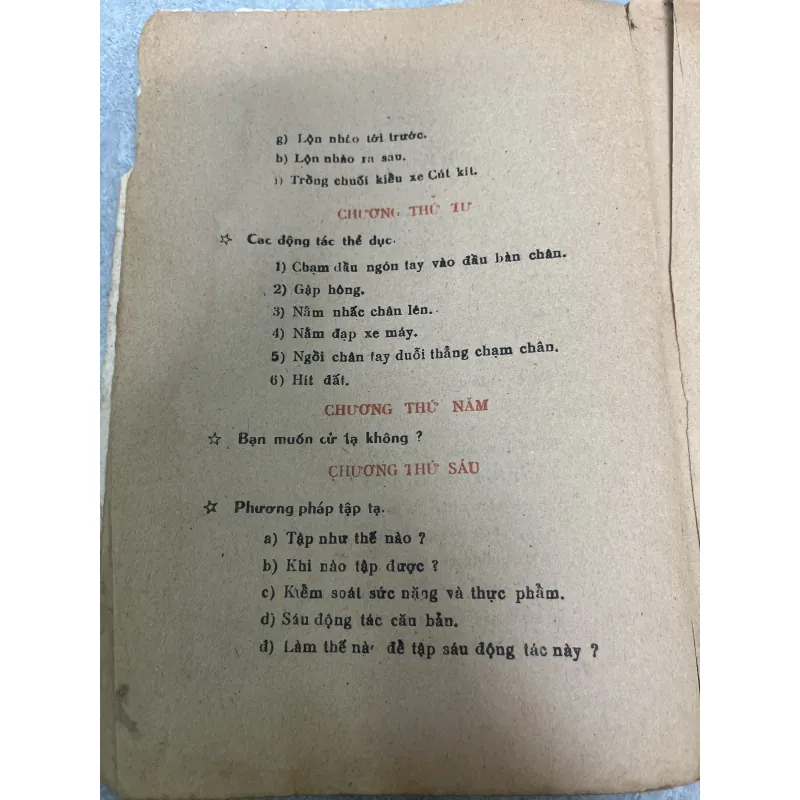 g) Lộn nhào tới trước.
h) Lộn nhào ra sau.
i) Trồng chuối kiểu xe Cút kít.
CHƯƠNG THỨ TƯ
☆ Các động tác thể dục.
1) Chạm đầu ngón tay vào đầu bàn chân.
2) Gập hông.
3) Nằm nhấc chân lên.
4) Nằm đạp xe máy.
5) Ngồi chân tay duỗi thẳng chạm chân.
6) Hít đất.
CHƯƠNG THỨ NĂM
☆ Bạn muốn cử tạ không ?
CHƯƠNG THỨ SÁU
☆ Phương pháp tập tạ.
a) Tập như thế nào ?
b) Khi nào tập được ?
c) Kiểm soát sức nặng và thực phẩm.
d) Sáu động tác căn bản.
đ) Làm thế nào để tập sáu động tác này ?